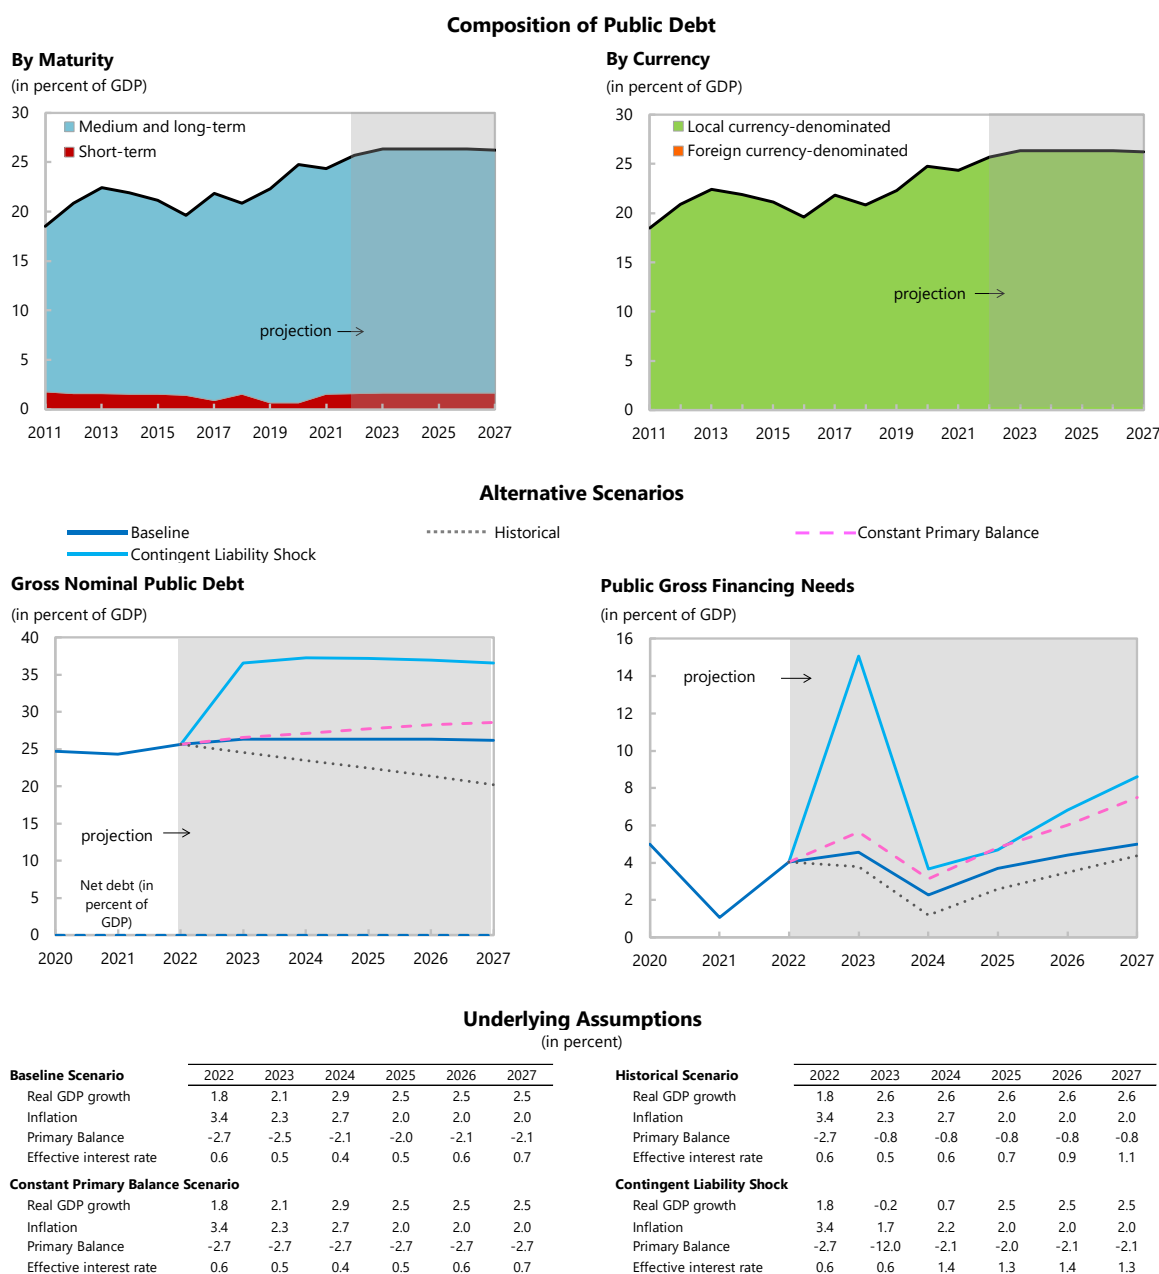 Composition of Public Debt
By Maturity
(in percent of GDP)
30
25
20
15
10
5
0
Medium and long-term
Short-term
projection
2011 2013 2015 2017 2019 2021 2023 2025 2027
By Currency
(in percent of GDP)
30
25
20
15
10
5
0
Local currency-denominated
Foreign currency-denominated
projection
2011 2013 2015 2017 2019 2021 2023 2025 2027
Alternative Scenarios
Baseline Historical Constant Primary Balance
Contingent Liability Shock
Gross Nominal Public Debt
(in percent of GDP)
40
35
30
25
20
15
10
5
0
projection
Net debt (in
percent of
GDP)
2020 2021 2022 2023 2024 2025 2026 2027
Public Gross Financing Needs
(in percent of GDP)
16
14
12
10
8
6
4
2
0
projection
2020 2021 2022 2023 2024 2025 2026 2027
Underlying Assumptions
(in percent)
Baseline Scenario 2022 2023 2024 2025 2026 2027
Real GDP growth 1.8 2.1 2.9 2.5 2.5 2.5
Inflation 3.4 2.3 2.7 2.0 2.0 2.0
Primary Balance -2.7 -2.5 -2.1 -2.0 -2.1 -2.1
Effective interest rate 0.6 0.5 0.4 0.5 0.6 0.7
Constant Primary Balance Scenario
Real GDP growth 1.8 2.1 2.9 2.5 2.5 2.5
Inflation 3.4 2.3 2.7 2.0 2.0 2.0
Primary Balance -2.7 -2.7 -2.7 -2.7 -2.7 -2.7
Effective interest rate 0.6 0.5 0.4 0.5 0.6 0.7
Historical Scenario 2022 2023 2024 2025 2026 2027
Real GDP growth 1.8 2.6 2.6 2.6 2.6 2.6
Inflation 3.4 2.3 2.7 2.0 2.0 2.0
Primary Balance -2.7 -0.8 -0.8 -0.8 -0.8 -0.8
Effective interest rate 0.6 0.5 0.6 0.7 0.9 1.1
Contingent Liability Shock
Real GDP growth 1.8 -0.2 0.7 2.5 2.5 2.5
Inflation 3.4 1.7 2.2 2.0 2.0 2.0
Primary Balance -2.7 -12.0 -2.1 -2.0 -2.1 -2.1
Effective interest rate 0.6 0.6 1.4 1.3 1.4 1.3